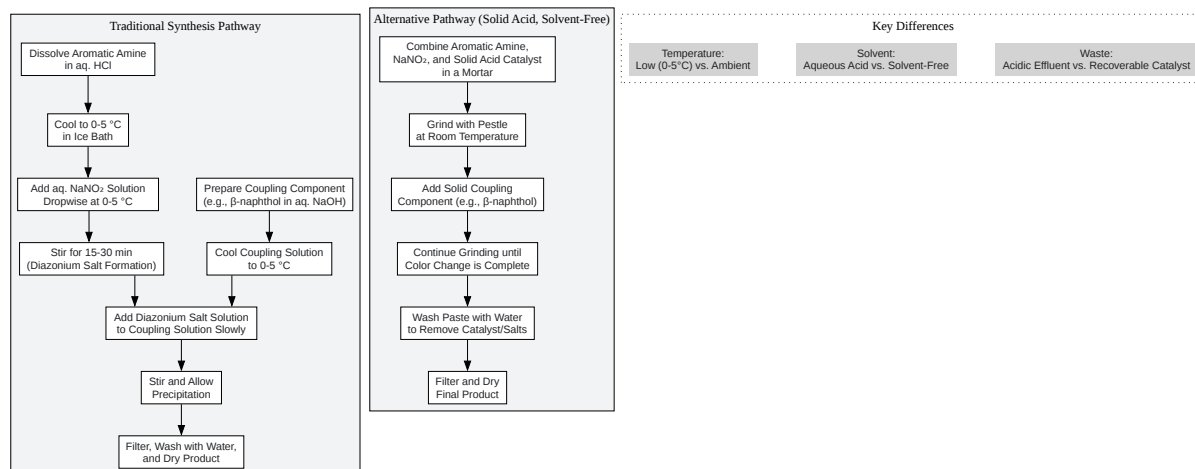 Traditional Synthesis Pathway
Dissolve Aromatic Amine
in aq. HCl
Cool to 0-5 °C
in Ice Bath
Add aq. NaNO₂ Solution
Dropwise at 0-5 °C
Prepare Coupling Component
(e.g., β-naphthol in aq. NaOH)
Stir for 15-30 min
(Diazonium Salt Formation)
Cool Coupling Solution
to 0-5 °C
Add Diazonium Salt Solution
to Coupling Solution Slowly
Stir and Allow
Precipitation
Filter, Wash with Water,
and Dry Product
Alternative Pathway (Solid Acid, Solvent-Free)
Combine Aromatic Amine,
NaNO₂, and Solid Acid Catalyst
in a Mortar
Grind with Pestle
at Room Temperature
Add Solid Coupling
Component (e.g., β-naphthol)
Continue Grinding until
Color Change is Complete
Wash Paste with Water
to Remove Catalyst/Salts
Filter and Dry
Final Product
Key Differences
Temperature:
Low (0-5°C) vs. Ambient
Solvent:
Aqueous Acid vs. Solvent-Free
Waste:
Acidic Effluent vs. Recoverable Catalyst